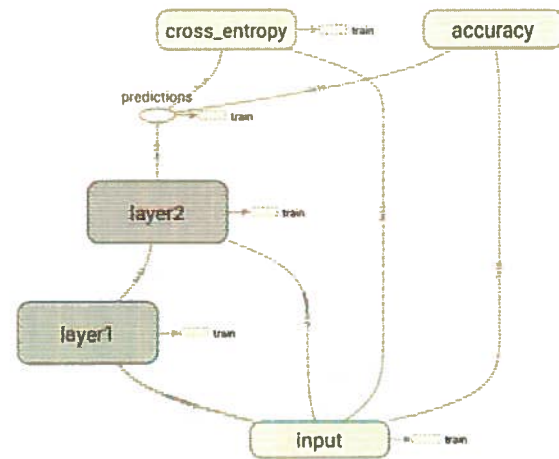 cross_entropy
train
accuracy
predictions
train
layer2
train
layer1
train
input
train